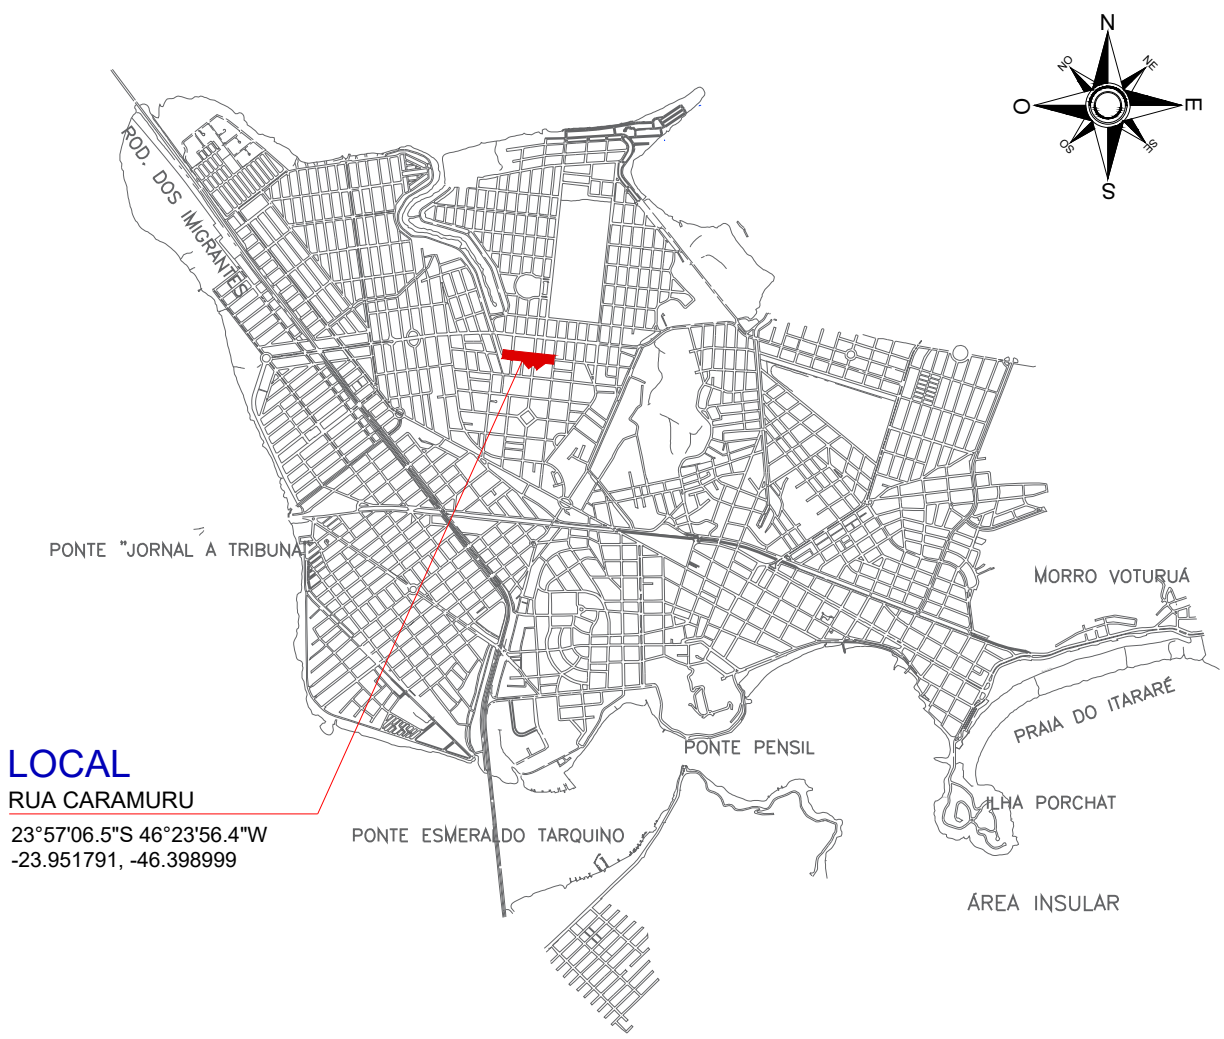 N
NO
NE
O
E
SO
SE
S
ROD. DOS IMIGRANTES
PONTE "JORNAL A TRIBUNA"
MORRO VOTURUÁ
PRAIA DO ITARARÉ
PONTE PENSIL
LOCAL
RUA CARAMURU
ILHA PORCHAT
23°57'06.5"S 46°23'56.4"W
-23.951791, -46.398999
PONTE ESMERALDO TARQUINO
ÁREA INSULAR